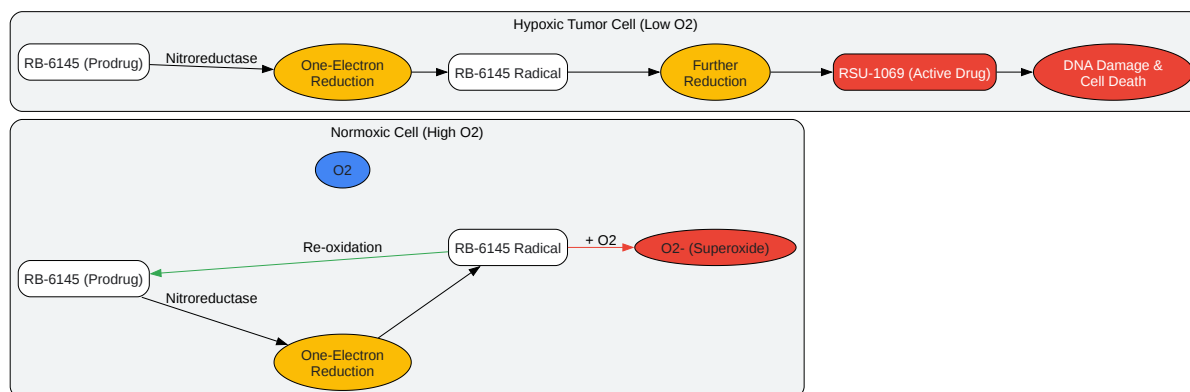 Hypoxic Tumor Cell (Low O2)
RB-6145 (Prodrug)
Nitroreductase
One-Electron
Reduction
RB-6145 Radical
Further
Reduction
RSU-1069 (Active Drug)
DNA Damage &
Cell Death
Normoxic Cell (High O2)
O2
RB-6145 (Prodrug)
Re-oxidation
RB-6145 Radical
+ O2
O2- (Superoxide)
Nitroreductase
One-Electron
Reduction